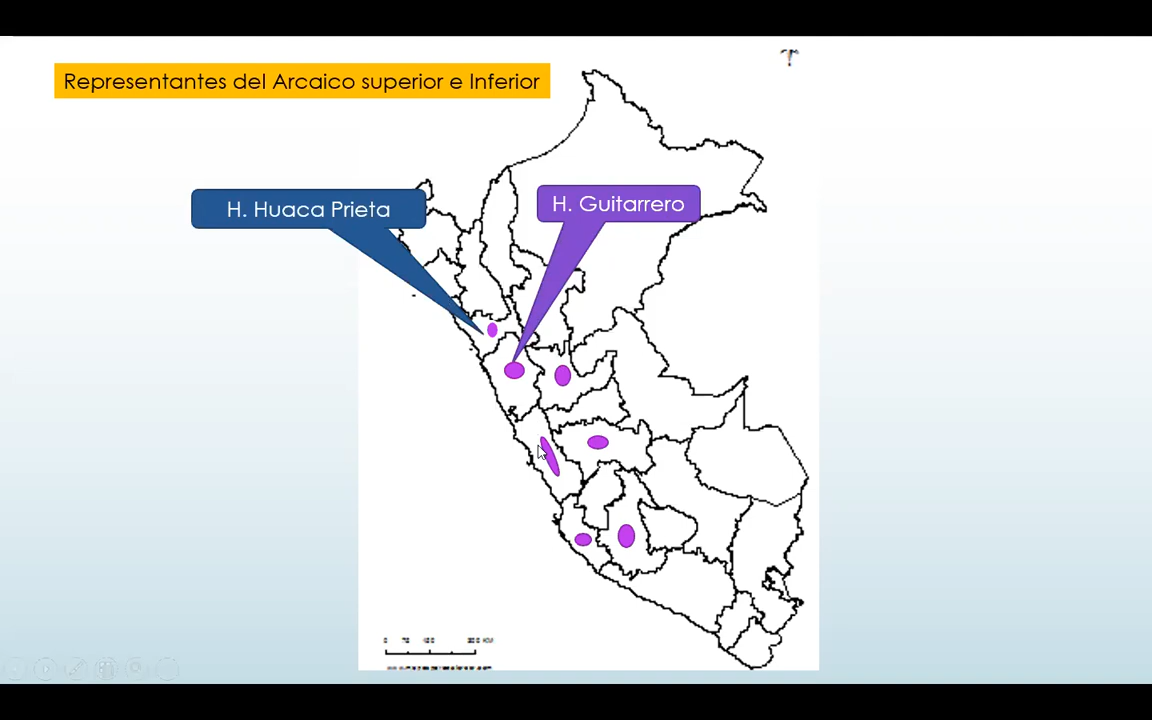 Representantes del Arcaico superior e Inferior
H. Huaca Prieta
H. Guitarrero